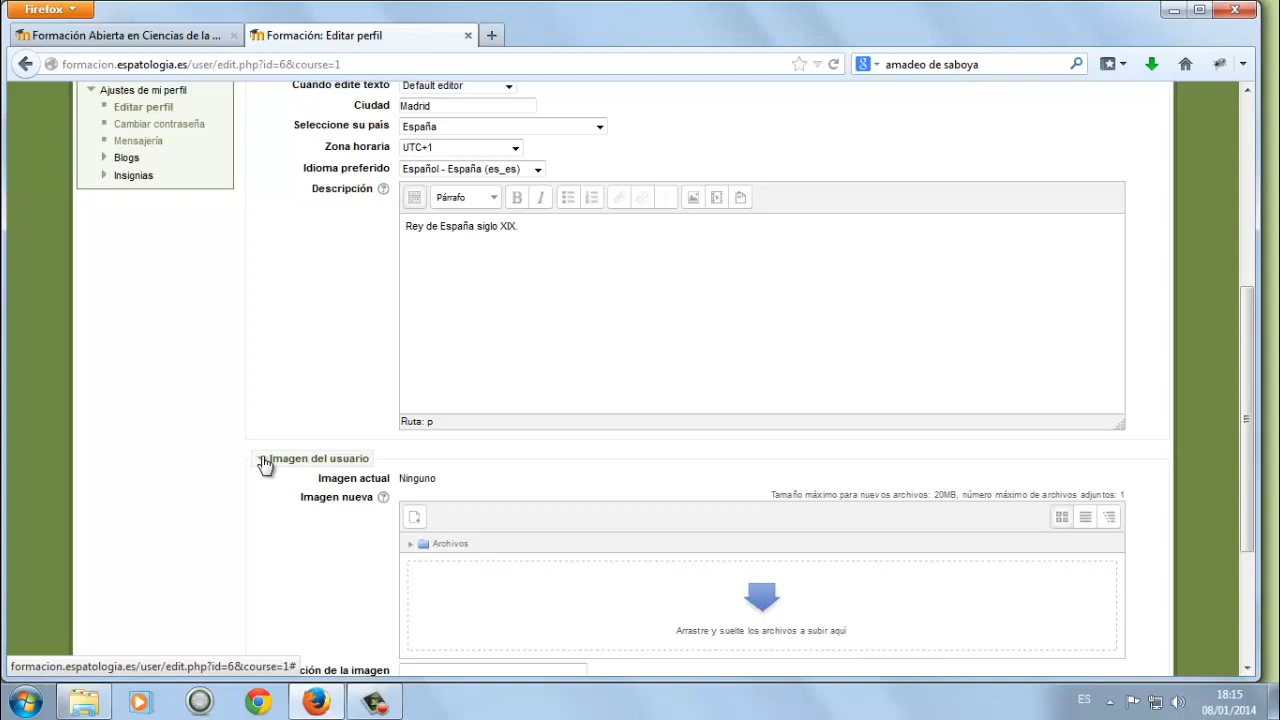 Firefox
Formación Abierta en Ciencias de la ...
Formación: Editar perfil
formacion.espatologia.es/user/edit.php?id=6&course=1
amadeo de saboya
Ajustes de mi perfil
Editar perfil
Cambiar contraseña
Mensajería
Blogs
Insignias
Cuando edite texto Default editor
Ciudad Madrid
Seleccione su país España
Zona horaria UTC+1
Idioma preferido Español - España (es_es)
Descripción
Párrafo B I
Rey de España siglo XIX.
Ruta: p
Imagen del usuario
Imagen actual Ninguno
Imagen nueva
Tamaño máximo para nuevos archivos: 20MB, número máximo de archivos adjuntos: 1
Archivos
Arrastre y suelte los archivos a subir aquí
ción de la imagen
formacion.espatologia.es/user/edit.php?id=6&course=1#
ES
18:15
08/01/2014